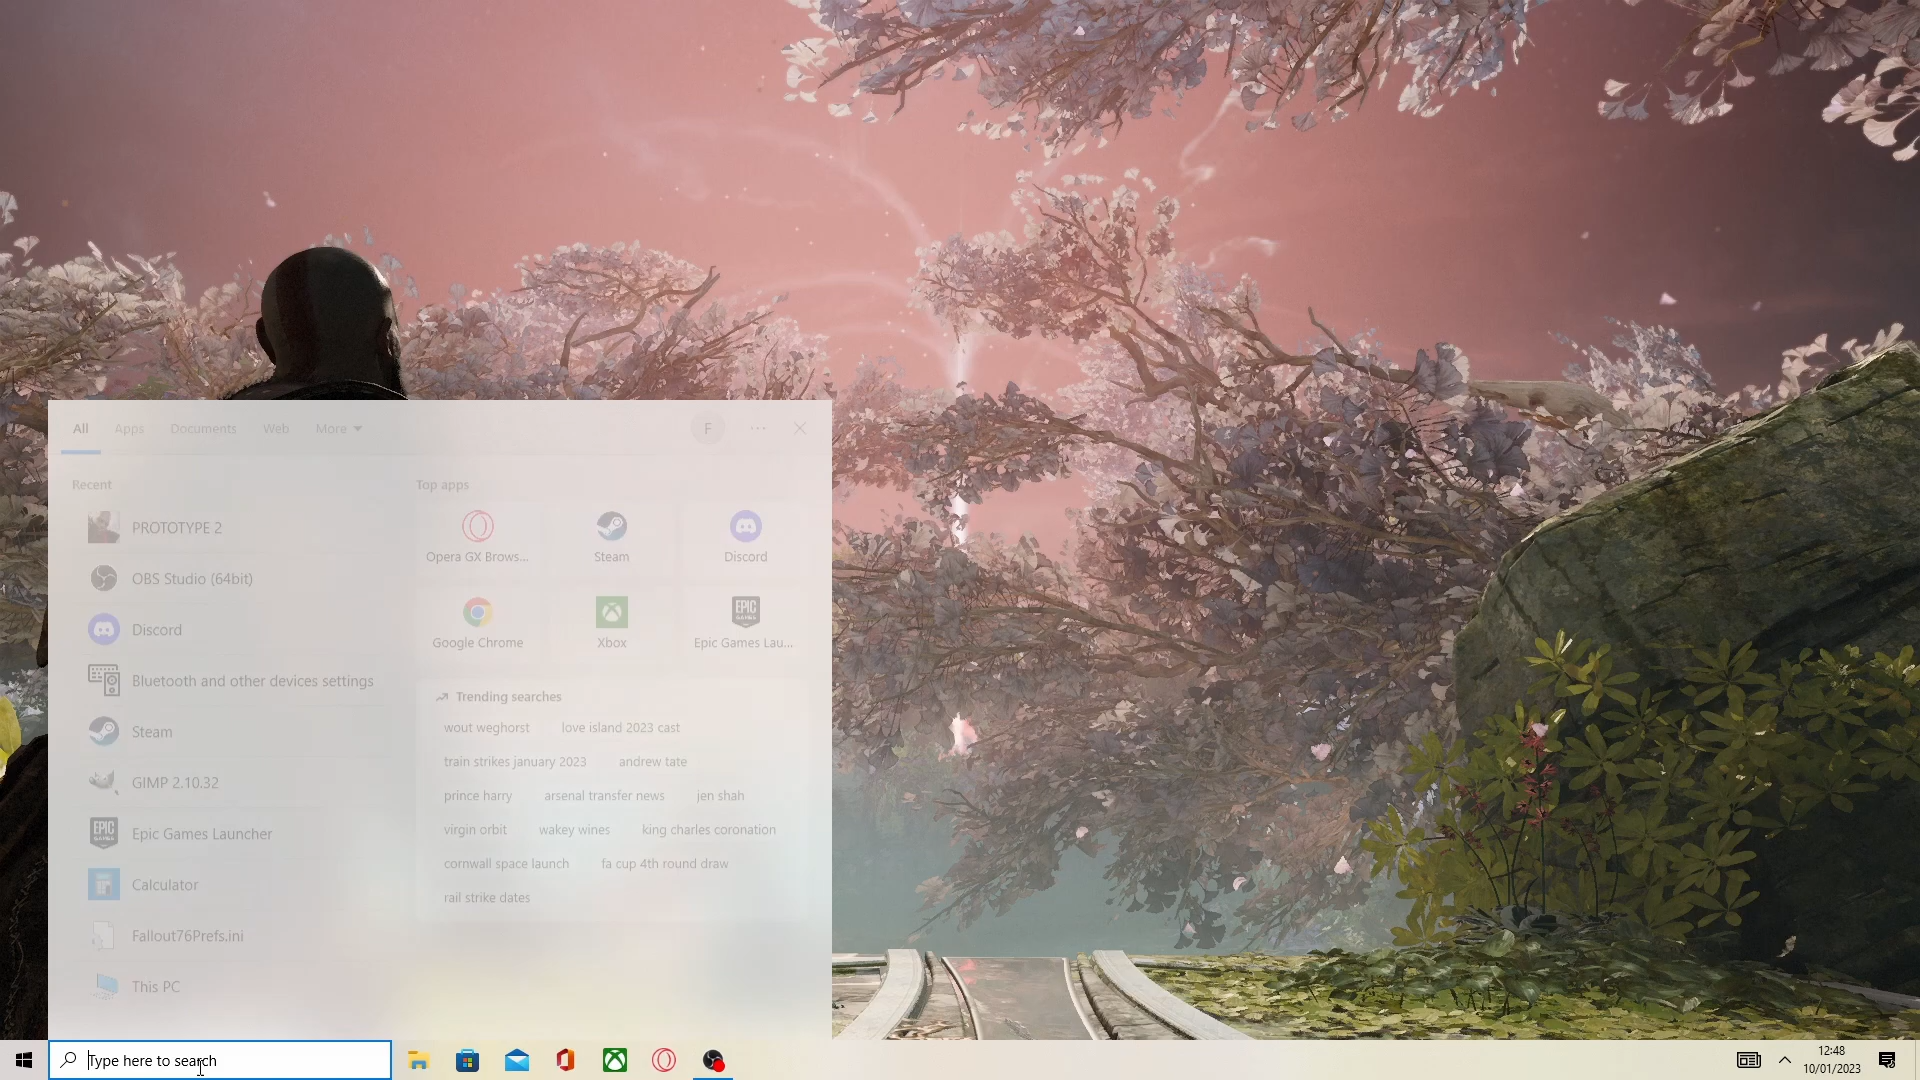 All Apps Documents Web More F
Recent
PROTOTYPE 2
OBS Studio (64bit)
Discord
Bluetooth and other devices settings
Steam
GIMP 2.10.32
EPIC GAMES Epic Games Launcher
Calculator
Fallout76Prefs.ini
This PC
Top apps
Opera GX Brows... Steam Discord
EPIC GAMES
Google Chrome Xbox Epic Games Lau...
Trending searches
wout weghorst love island 2023 cast
train strikes january 2023 andrew tate
prince harry arsenal transfer news jen shah
virgin orbit wakey wines king charles coronation
cornwall space launch fa cup 4th round draw
rail strike dates
Type here to search
12:48
10/01/2023